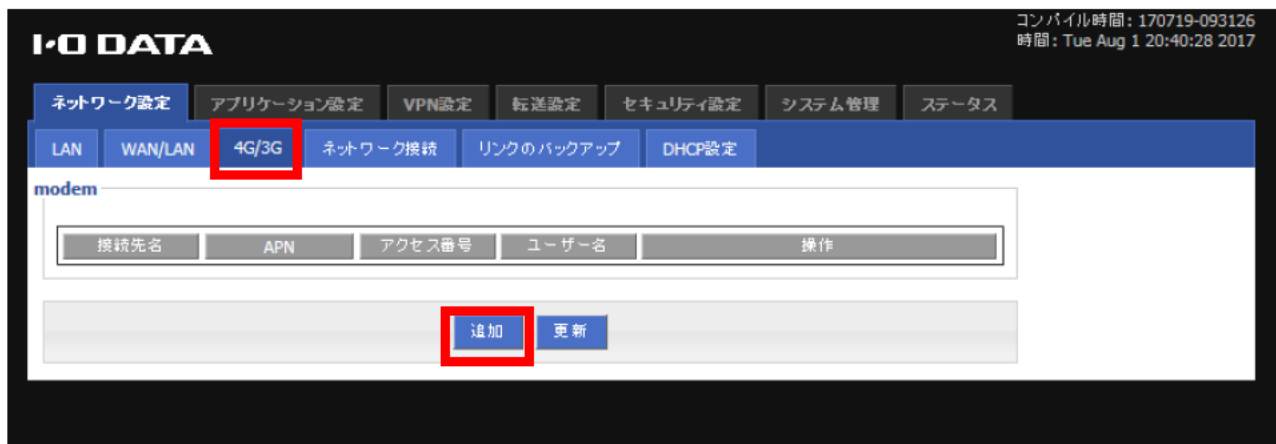 コンパイル時間: 170719-093126
I-O DATA
時間: Tue Aug 1 20:40:28 2017
ネットワーク設定 アプリケーション設定 VPN設定 転送設定 セキュリティ設定 システム管理 ステータス
LAN WAN/LAN 4G/3G ネットワーク接続 リンクのバックアップ DHCP設定
modem
接続先名 APN アクセス番号 ユーザー名 操作
追加 更新